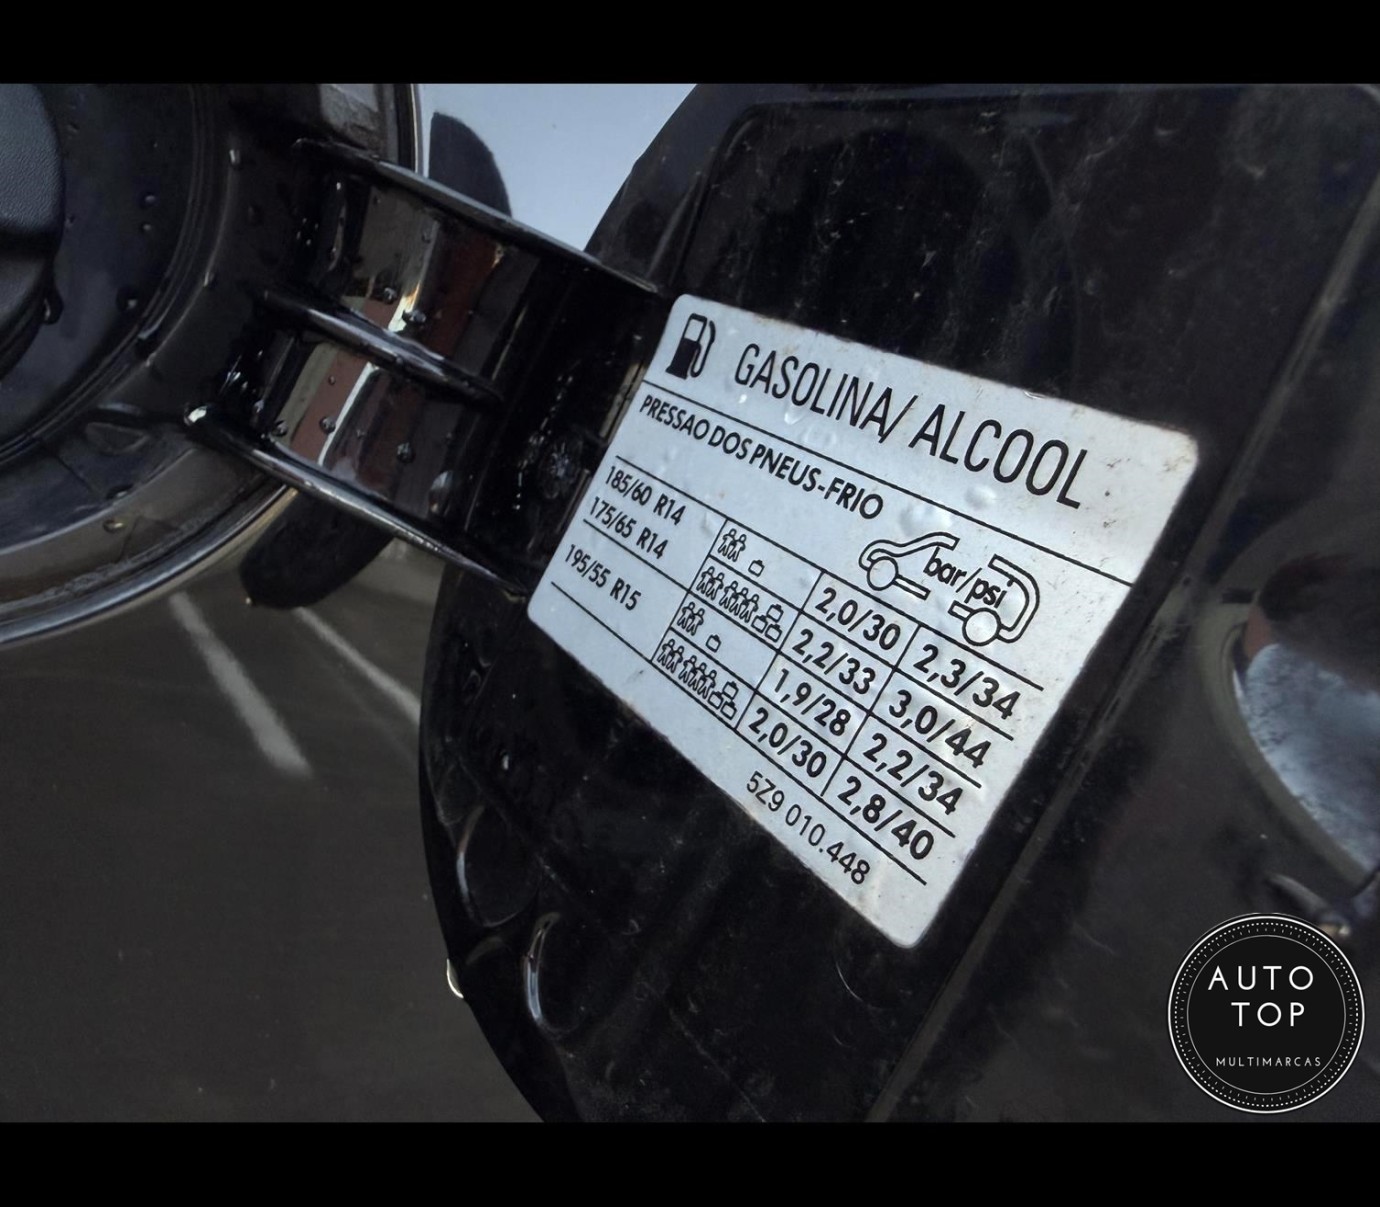 GASOLINA/ ALCOOL
PRESSAO DOS PNEUS-FRIO
bar/psi
185/60 R14
175/65 R14
2,0/30 2,3/34
2,2/33 3,0/44
195/55 R15
1,9/28 2,2/34
2,0/30 2,8/40
5Z9 010.448
AUTO
TOP
MULTIMARCAS